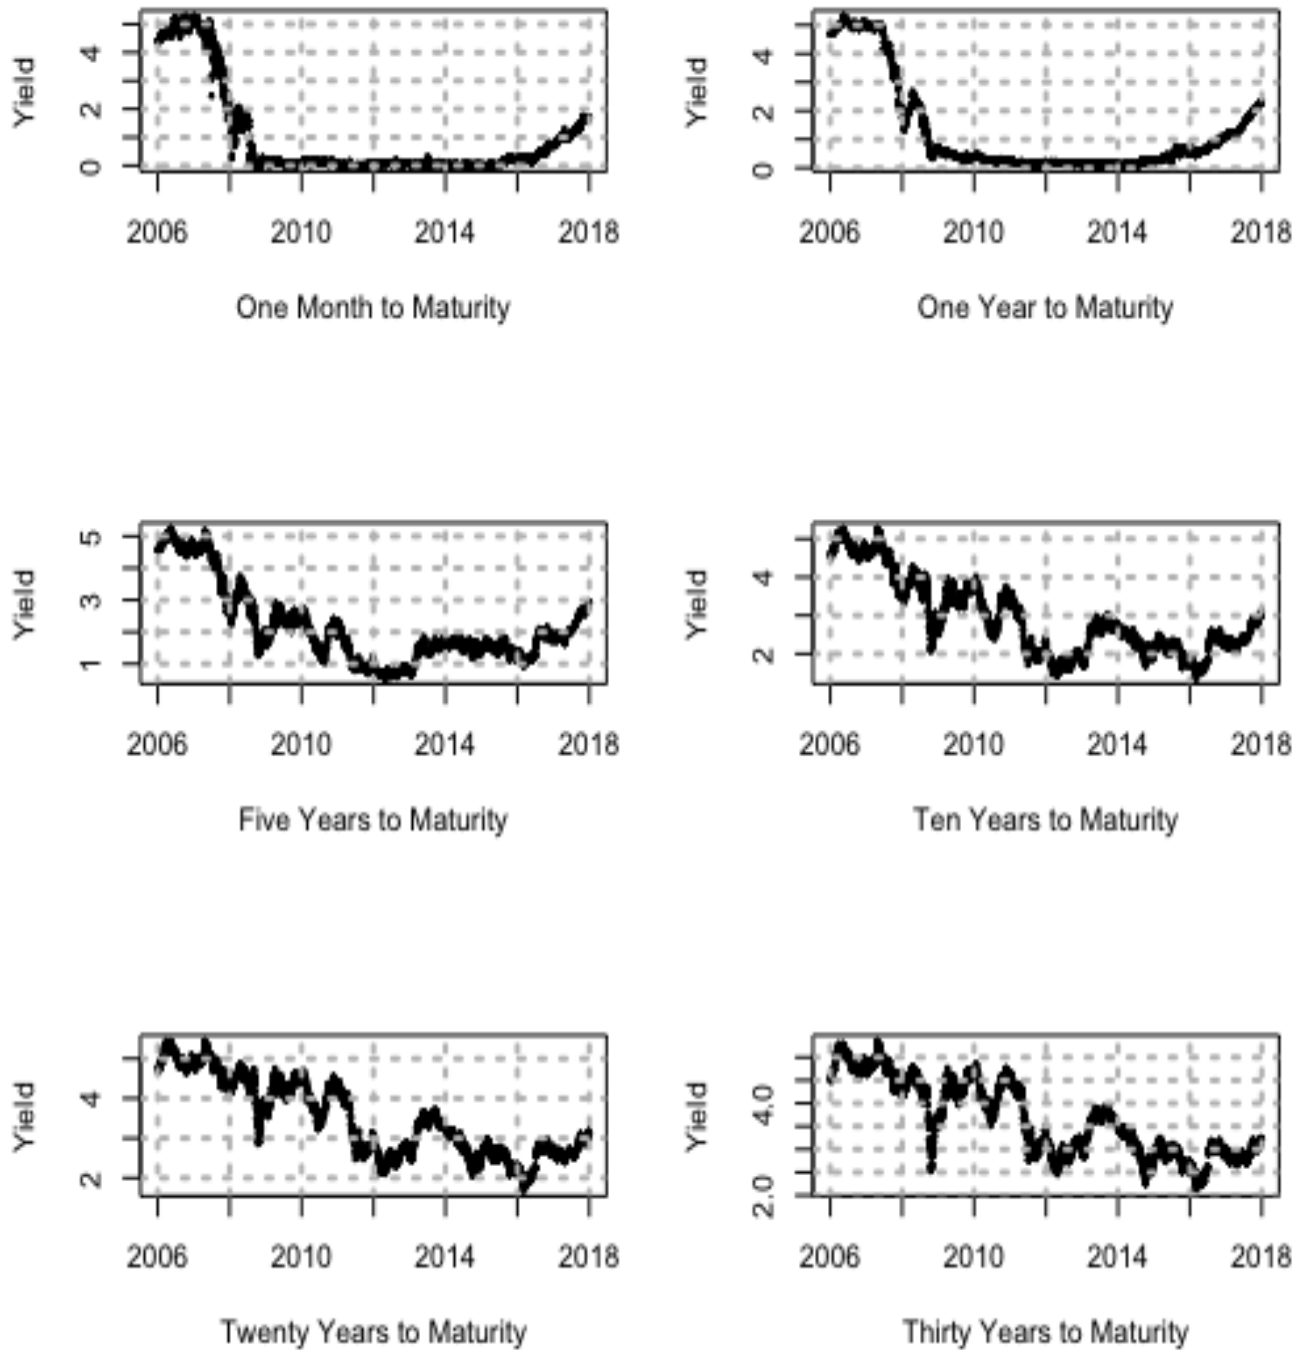 Yield
4
2
0
2006 2010 2014 2018
One Month to Maturity
Yield
4
2
0
2006 2010 2014 2018
One Year to Maturity
Yield
5
3
1
2006 2010 2014 2018
Five Years to Maturity
Yield
4
2
2006 2010 2014 2018
Ten Years to Maturity
Yield
4
2
2006 2010 2014 2018
Twenty Years to Maturity
Yield
4.0
2.0
2006 2010 2014 2018
Thirty Years to Maturity